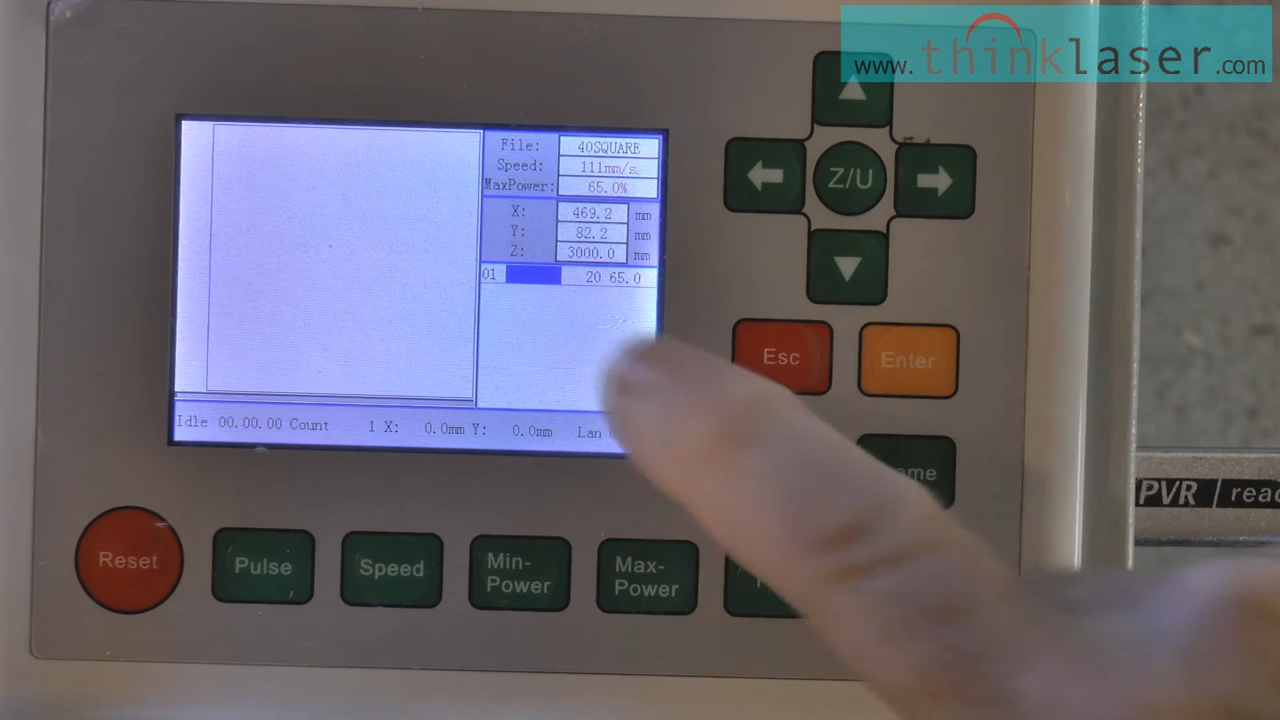 www.thinklaser.com
File: 40SQUARE
Speed: 111mm/s
MaxPower: 65.0%
X: 469.2 mm
Y: 82.2 mm
Z: 3000.0 mm
01 20 65.0
Idle 00.00.00 Count 1 X: 0.0mm Y: 0.0mm Lan
Z/U
Esc
Enter
Reset
Pulse
Speed
Min-
Power
Max-
Power
PVR |